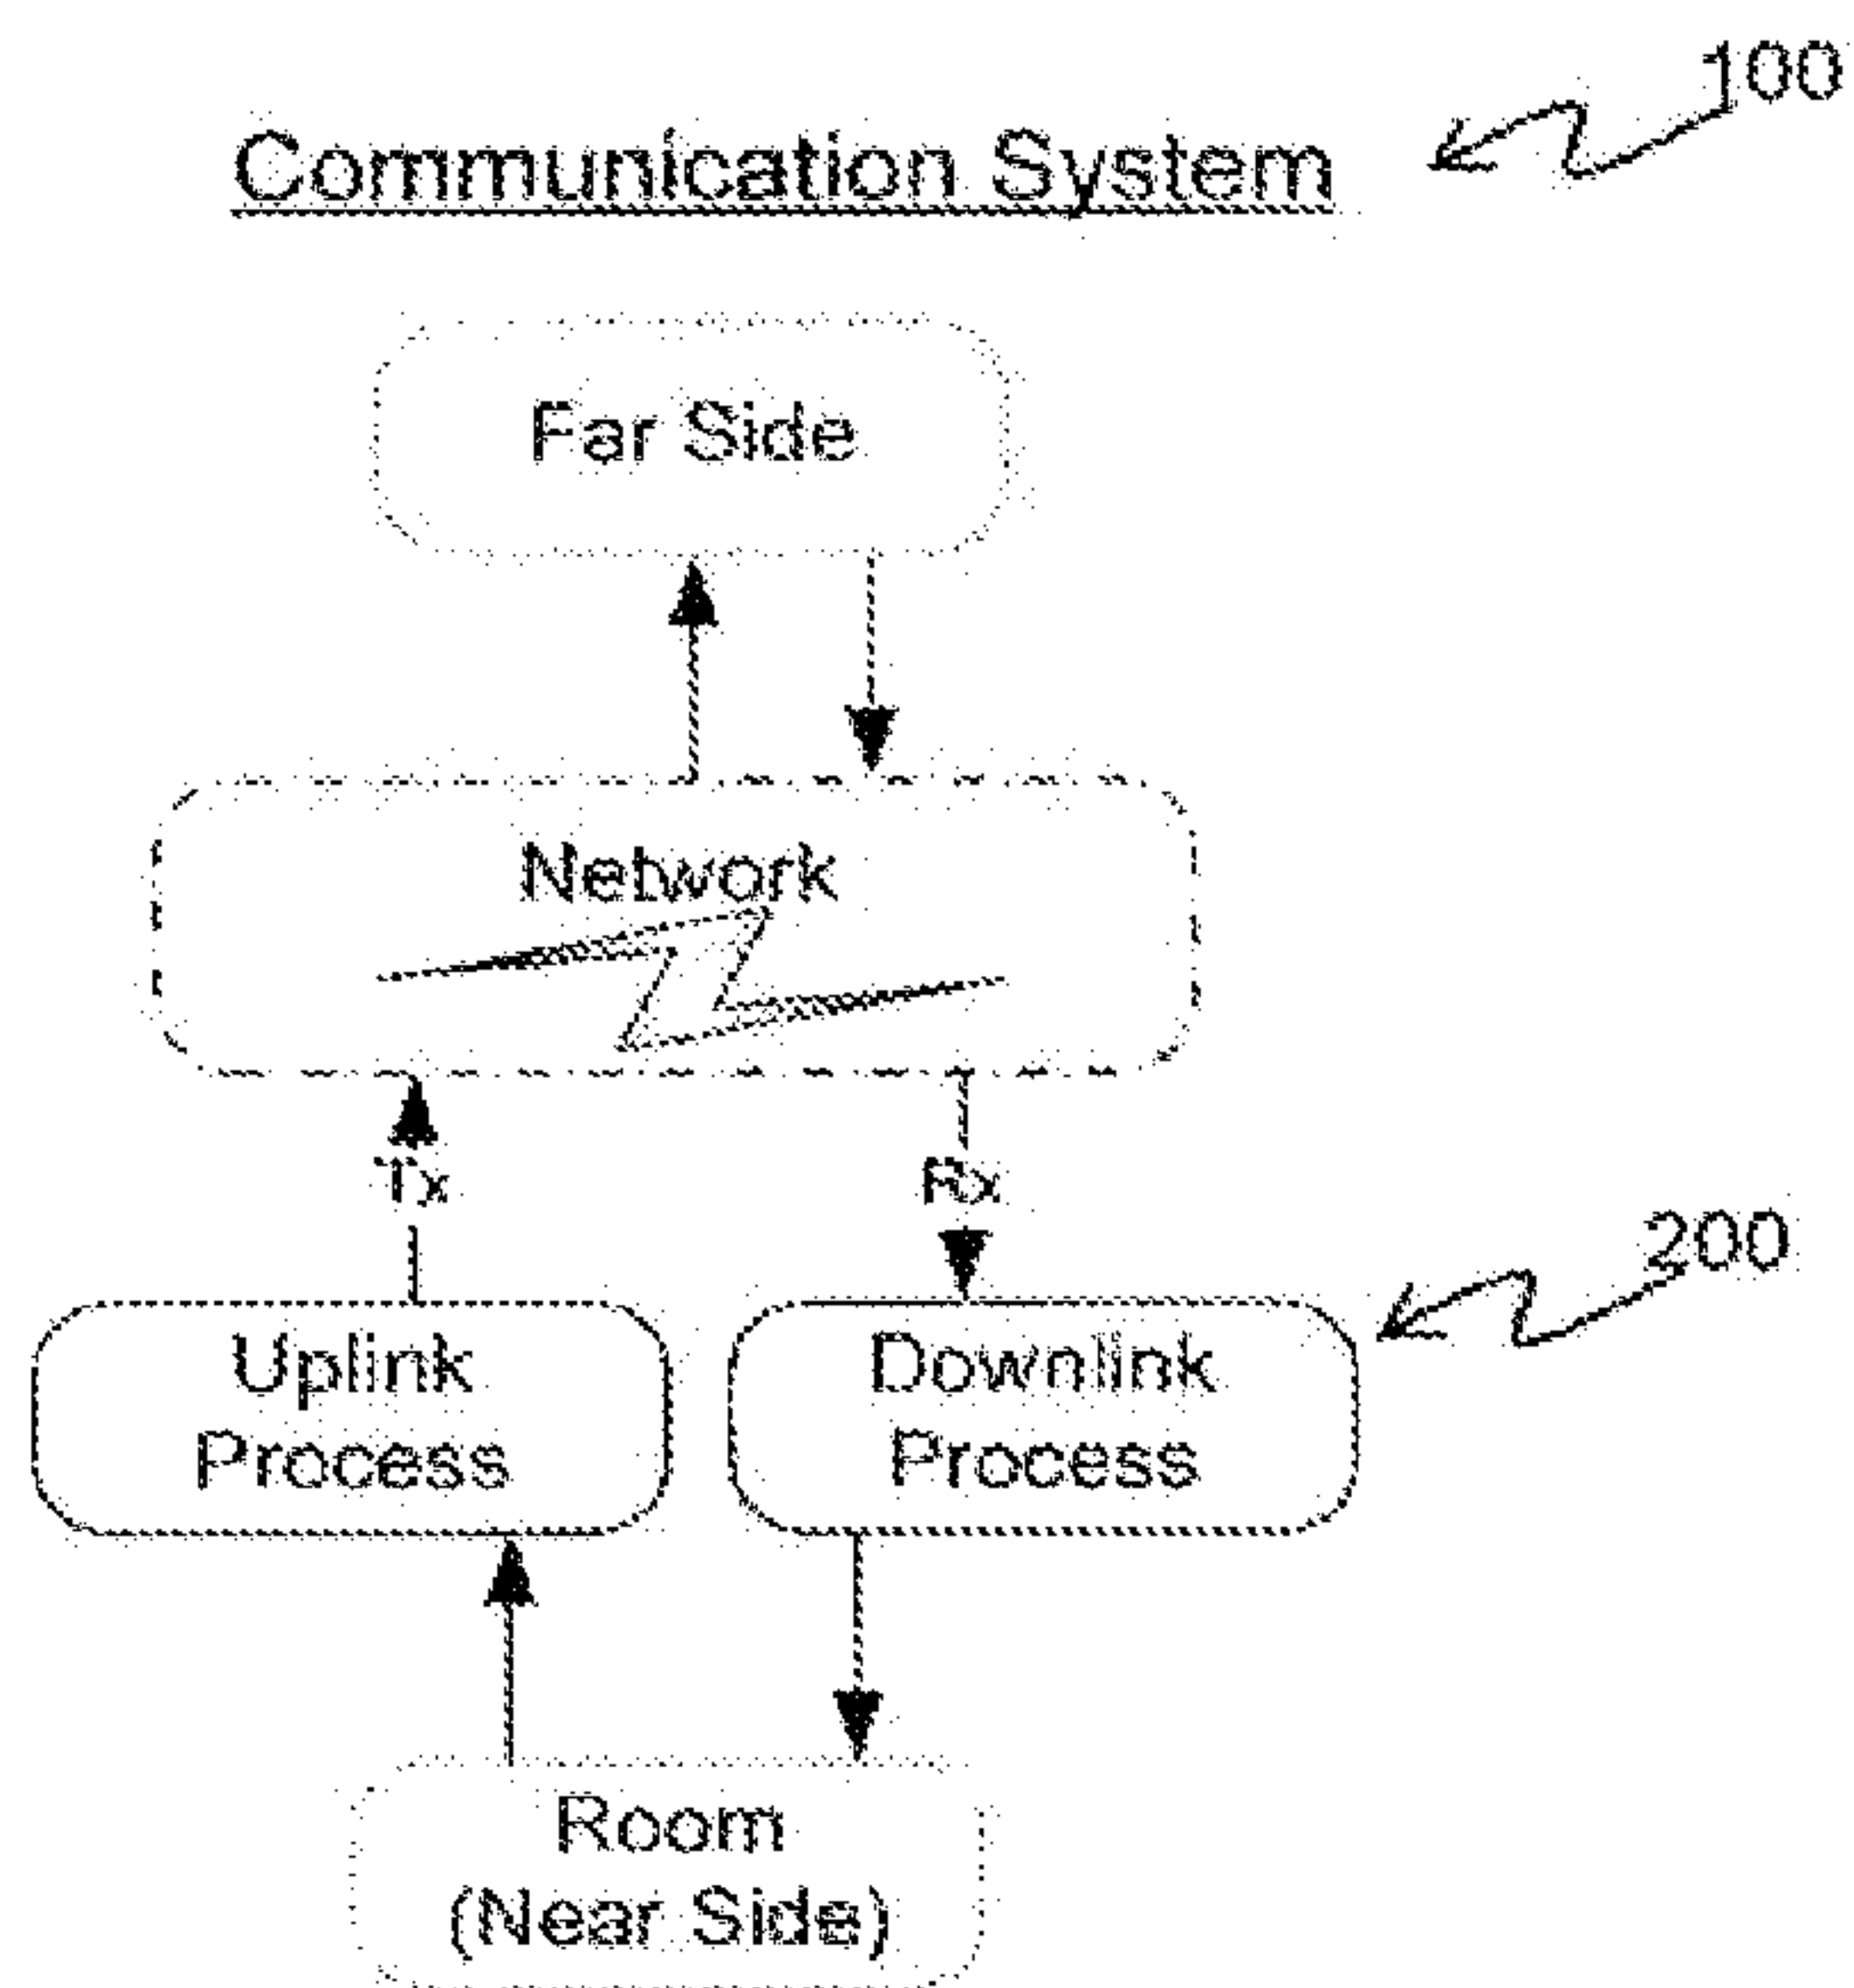 100
Communication System
Far Side
Network
Tx
Rx
200
Uplink
Process
Downlink
Process
Room
(Near Side)